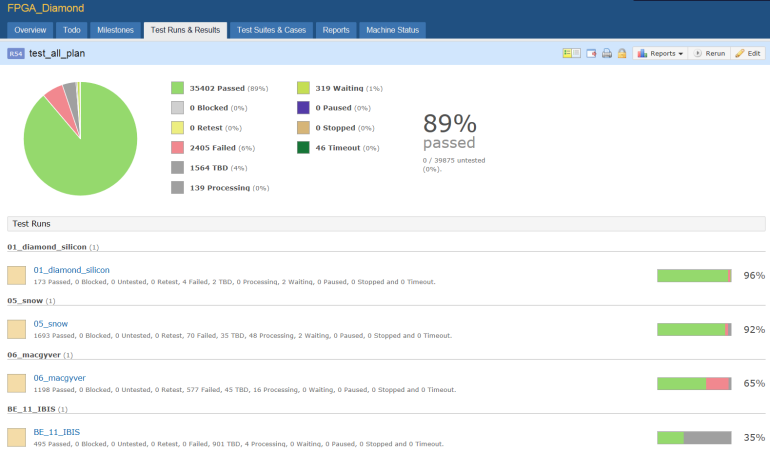 FPGA_Diamond
Overview Todo Milestones Test Runs & Results Test Suites & Cases Reports Machine Status
R54 test_all_plan Reports Rerun Edit
35402 Passed (89%) 319 Waiting (1%)
0 Blocked (0%) 0 Paused (0%)
0 Retest (0%) 0 Stopped (0%)
2405 Failed (6%) 46 Timeout (0%)
1564 TBD (4%)
139 Processing (0%)
89%
passed
0 / 39875 untested
(0%).
Test Runs
01_diamond_silicon (1)
01_diamond_silicon 96%
173 Passed, 0 Blocked, 0 Untested, 0 Retest, 4 Failed, 2 TBD, 0 Processing, 2 Waiting, 0 Paused, 0 Stopped and 0 Timeout.
05_snow (1)
05_snow 92%
1693 Passed, 0 Blocked, 0 Untested, 0 Retest, 70 Failed, 35 TBD, 48 Processing, 2 Waiting, 0 Paused, 0 Stopped and 0 Timeout.
06_macgyver (1)
06_macgyver 65%
1198 Passed, 0 Blocked, 0 Untested, 0 Retest, 577 Failed, 45 TBD, 16 Processing, 0 Waiting, 0 Paused, 0 Stopped and 0 Timeout.
BE_11_IBIS (1)
BE_11_IBIS 35%
495 Passed, 0 Blocked, 0 Untested, 0 Retest, 0 Failed, 901 TBD, 4 Processing, 0 Waiting, 0 Paused, 0 Stopped and 0 Timeout.